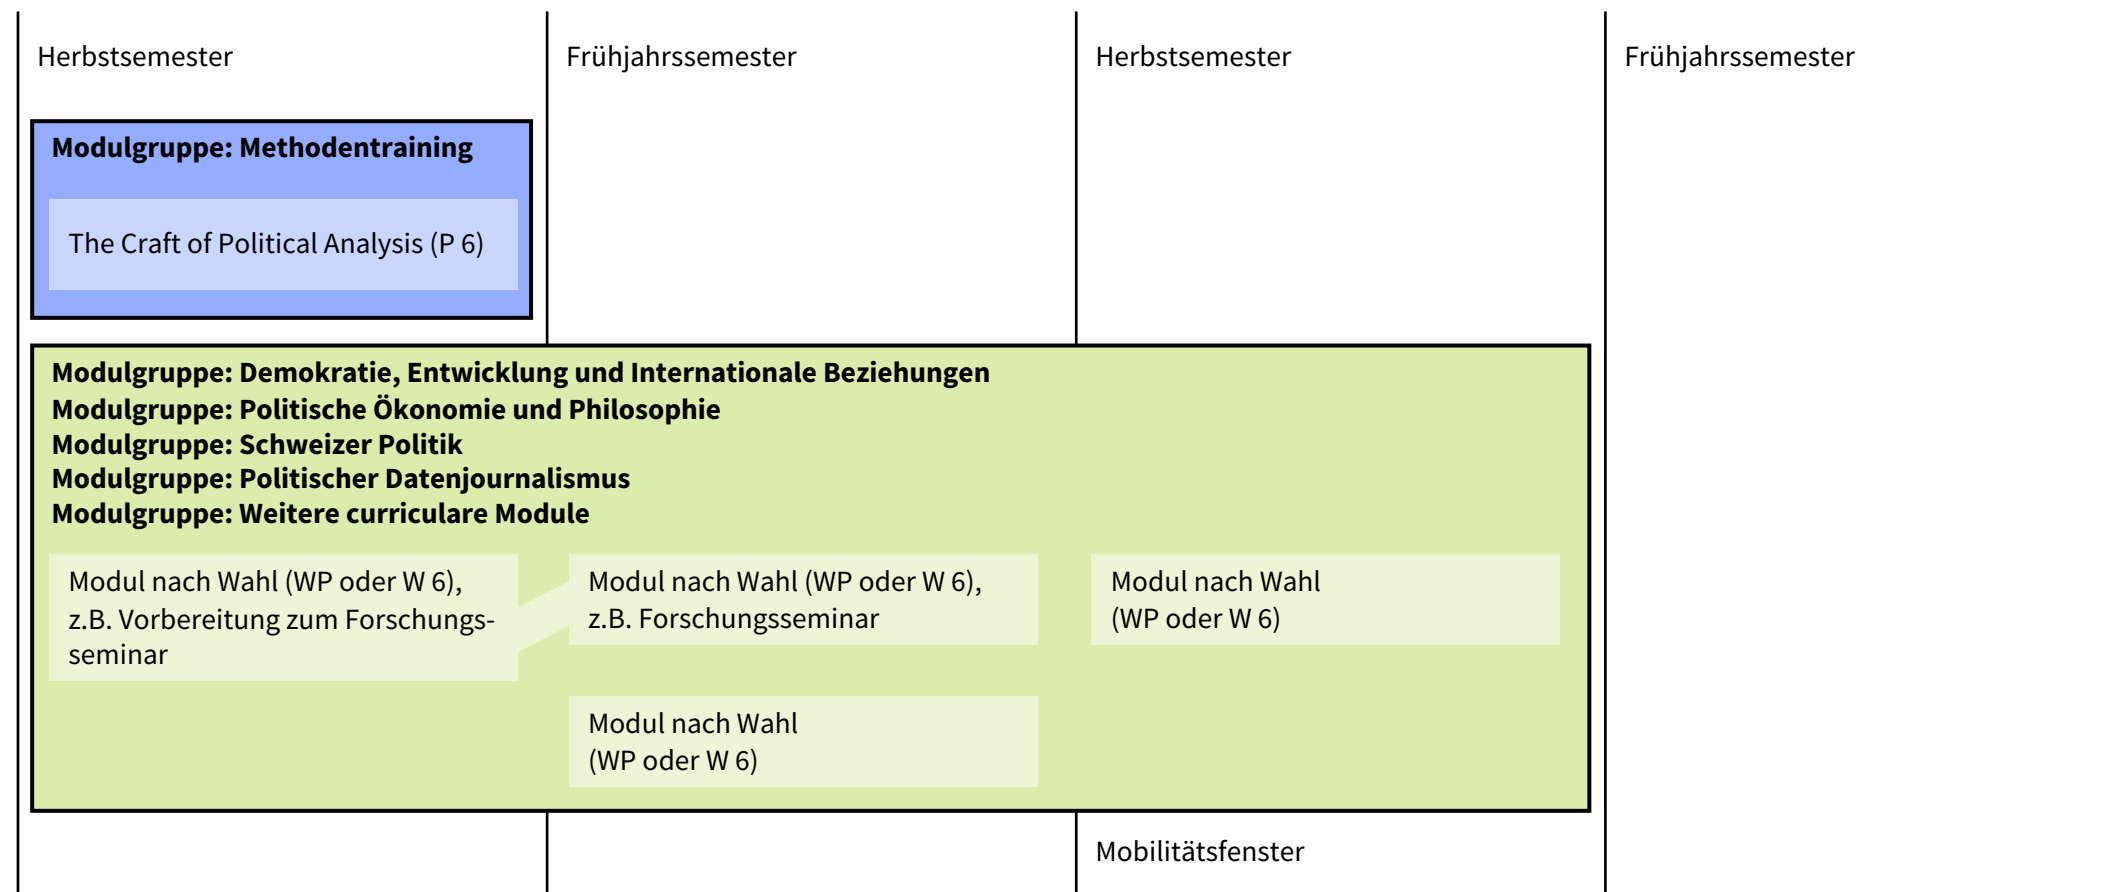 Herbstsemester
Frühjahrssemester
Herbstsemester
Frühjahrssemester
Modulgruppe: Methodentraining
The Craft of Political Analysis (P 6)
Modulgruppe: Demokratie, Entwicklung und Internationale Beziehungen
Modulgruppe: Politische Ökonomie und Philosophie
Modulgruppe: Schweizer Politik
Modulgruppe: Politischer Datenjournalismus
Modulgruppe: Weitere curriculare Module
Modul nach Wahl (WP oder W 6),
z.B. Vorbereitung zum Forschungs-
seminar
Modul nach Wahl (WP oder W 6),
z.B. Forschungsseminar
Modul nach Wahl
(WP oder W 6)
Modul nach Wahl
(WP oder W 6)
Mobilitätsfenster